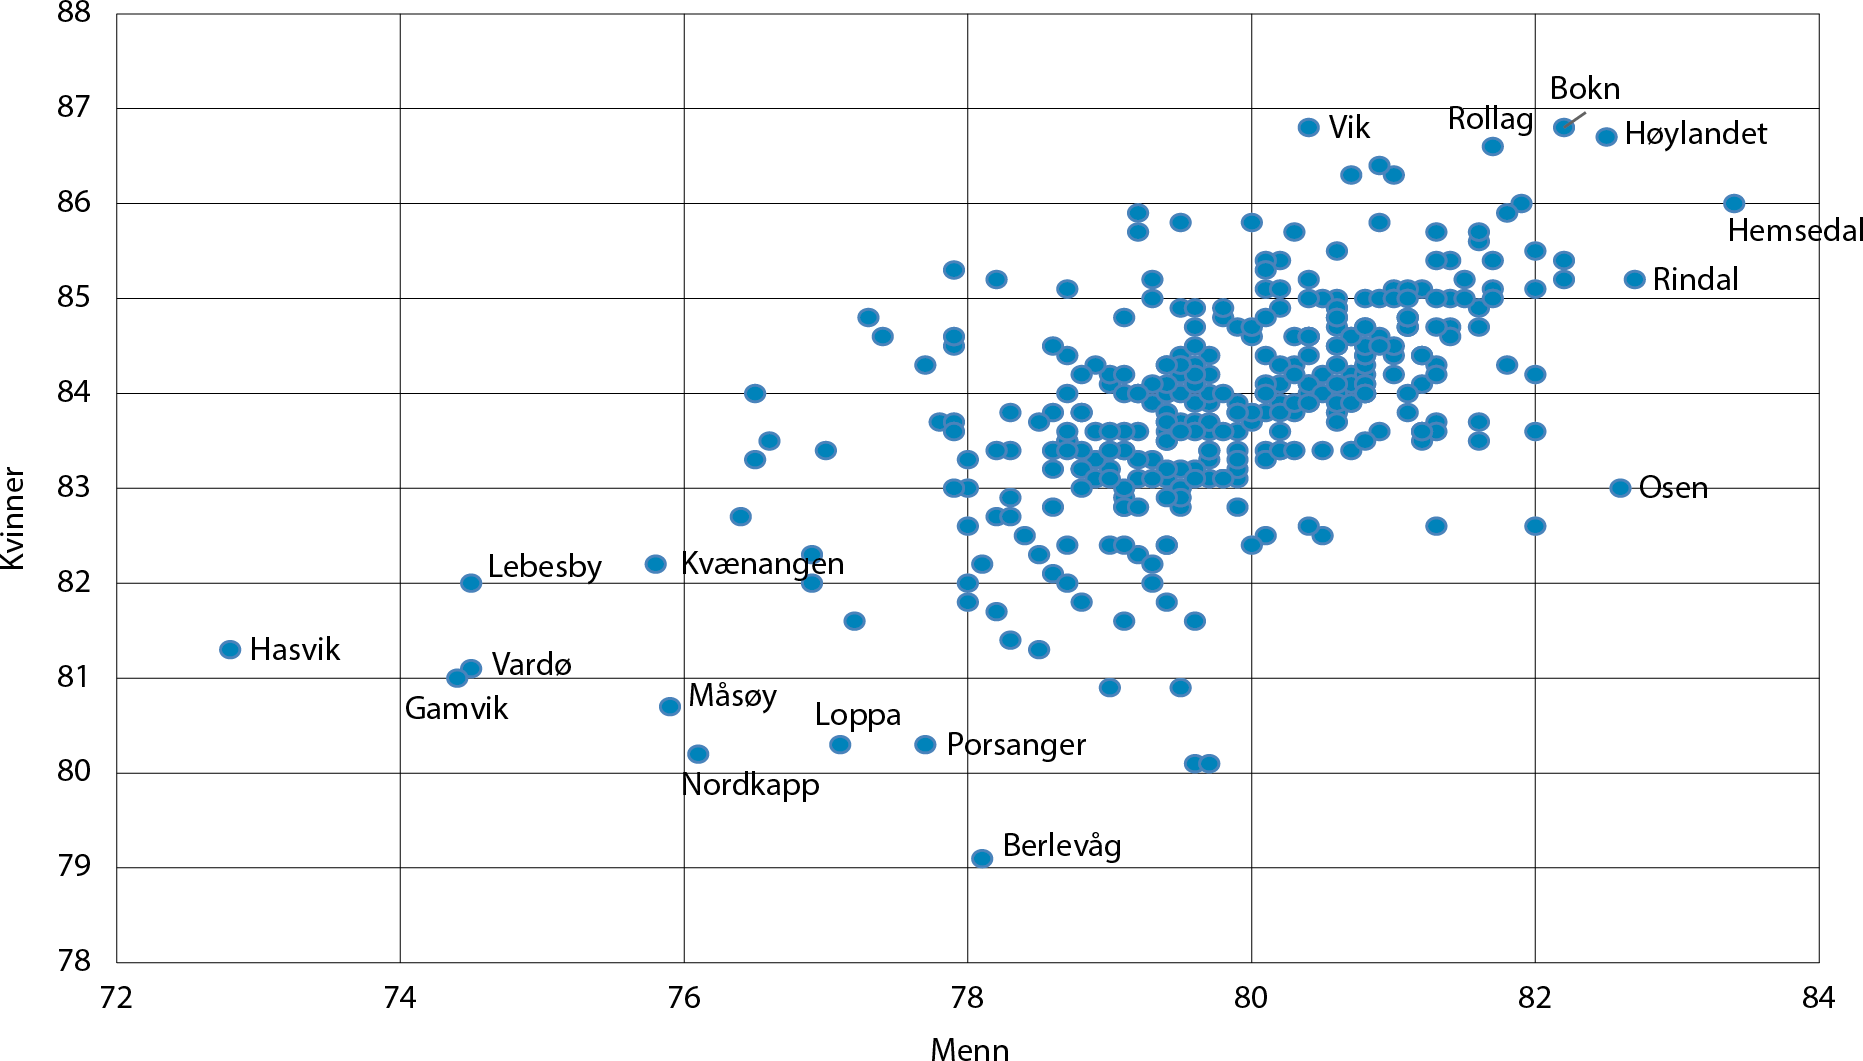 88
Bokn
87
Rollag
Vik
Høylandet
86
Hemsedal
85
Rindal
84
83
Osen
Kvinner
Lebesby
Kvænangen
82
Hasvik
Vardø
81
Gamvik
Måsøy
Loppa
Porsanger
80
Nordkapp
Berlevåg
79
78
72 74 76 78 80 82 84
Menn